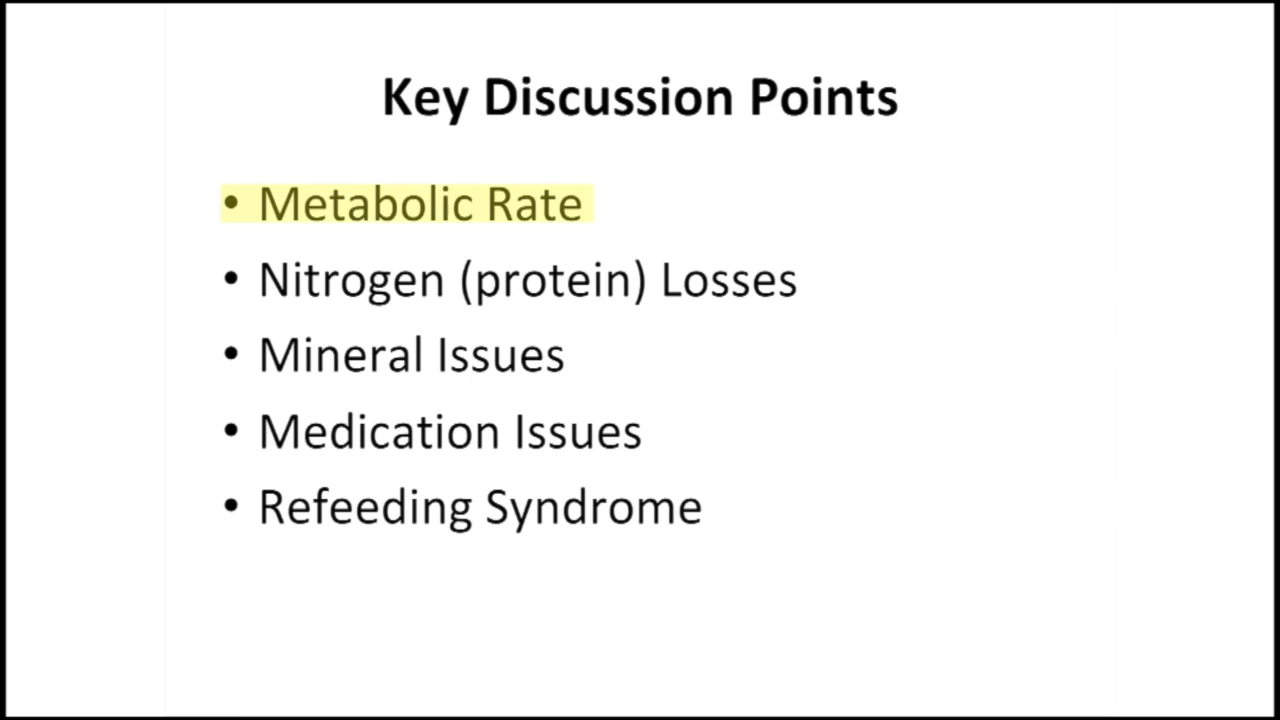 Key Discussion Points
• Metabolic Rate
• Nitrogen (protein) Losses
• Mineral Issues
• Medication Issues
• Refeeding Syndrome